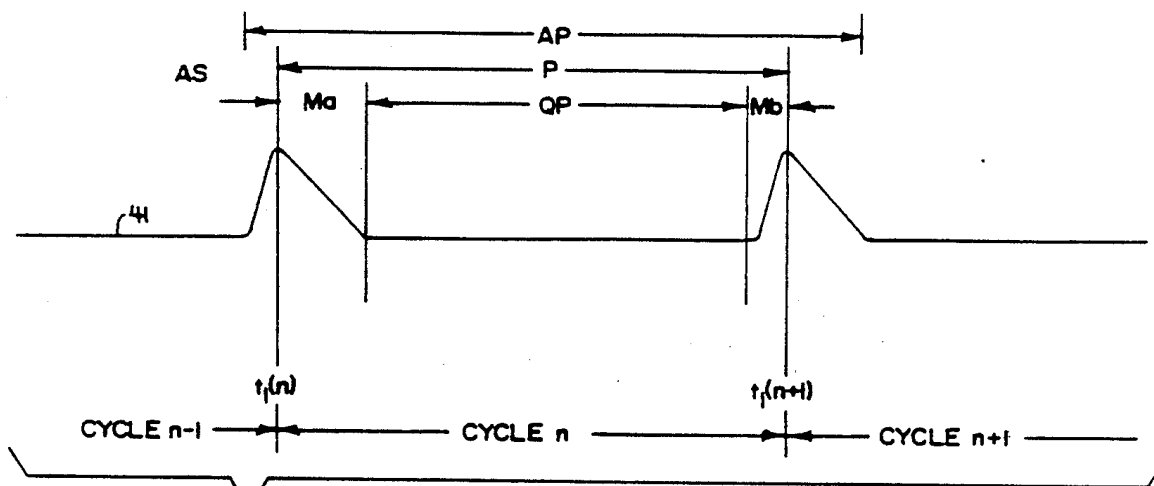 AP
P
AS
Ma
QP
Mb
41
t₁(n)
t₁(n+1)
CYCLE n-1
CYCLE n
CYCLE n+1